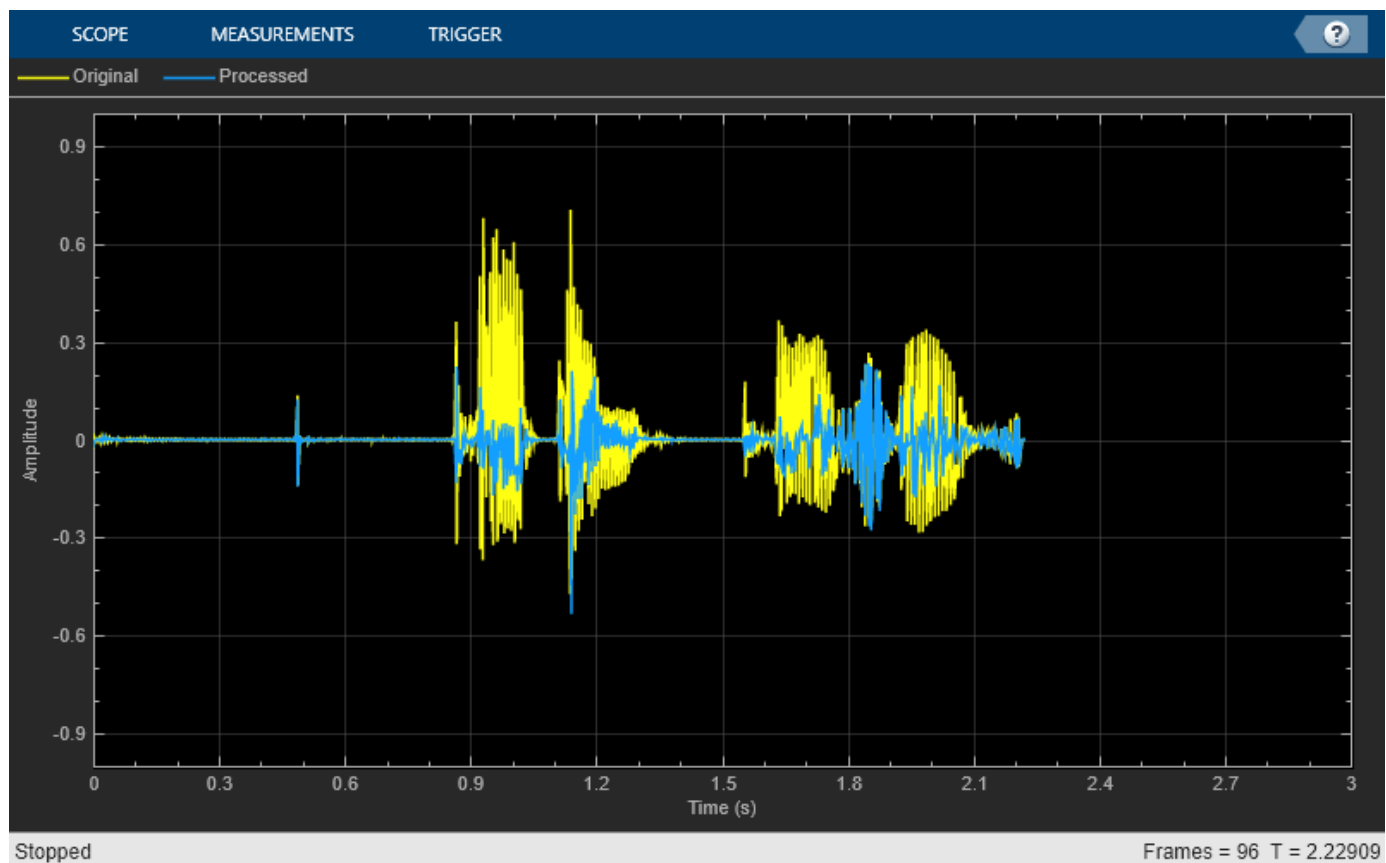 SCOPE MEASUREMENTS TRIGGER ?
Original Processed
0.9
0.6
0.3
0
-0.3
-0.6
-0.9
Amplitude
0 0.3 0.6 0.9 1.2 1.5 1.8 2.1 2.4 2.7 3
Time (s)
Stopped Frames = 96 T = 2.22909